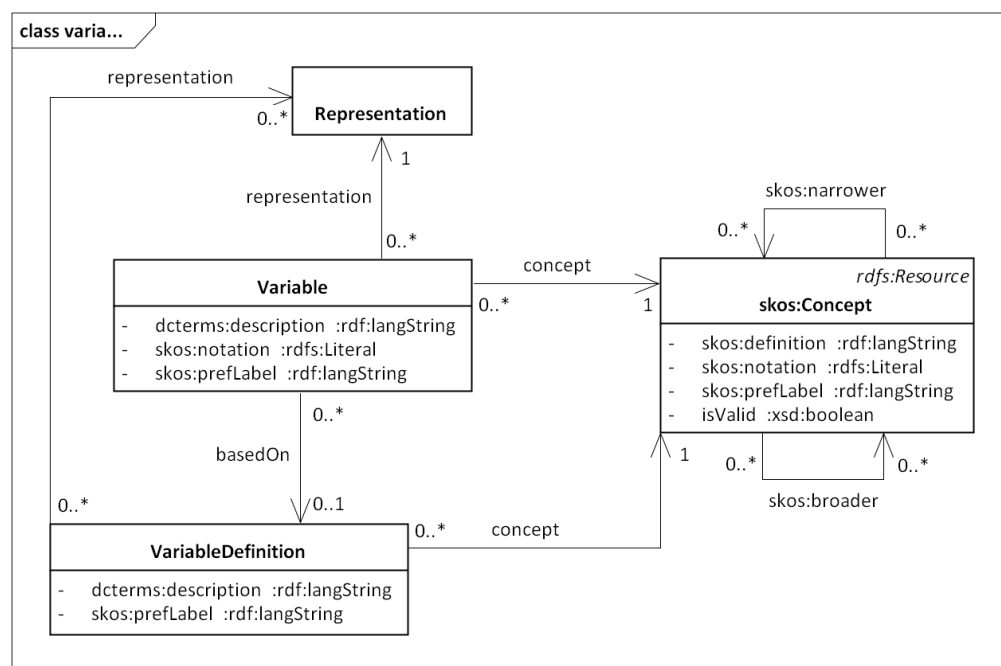 class varia...
representation
0..*
Representation
1
representation
0..*
skos:narrower
0..*
0..*
Variable
- dcterms:description :rdf:langString
- skos:notation :rdfs:Literal
- skos:prefLabel :rdf:langString
concept
0..*
1
rdfs:Resource
skos:Concept
- skos:definition :rdf:langString
- skos:notation :rdfs:Literal
- skos:prefLabel :rdf:langString
- isValid :xsd:boolean
0..*
basedOn
0..1
1
0..*
0..*
skos:broader
0..*
0..*
concept
VariableDefinition
- dcterms:description :rdf:langString
- skos:prefLabel :rdf:langString